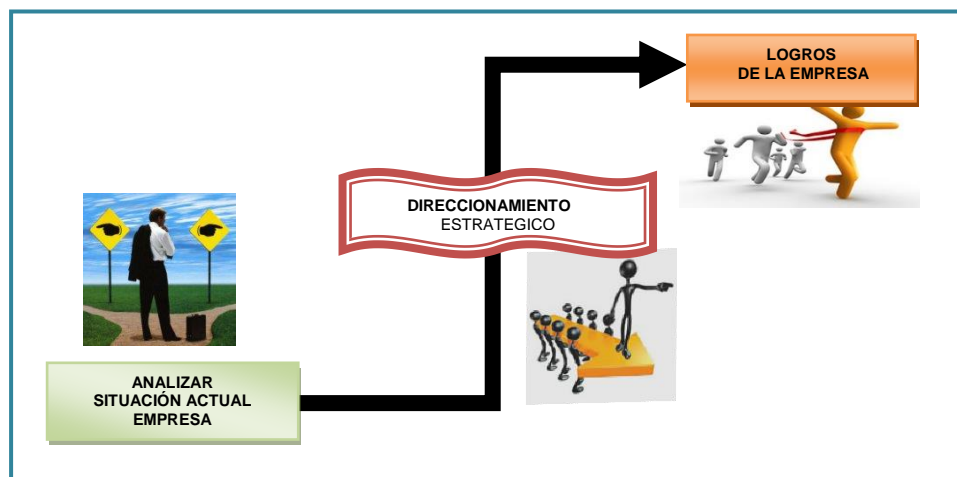 LOGROS
DE LA EMPRESA
DIRECCIONAMIENTO
ESTRATEGICO
ANALIZAR
SITUACIÓN ACTUAL
EMPRESA